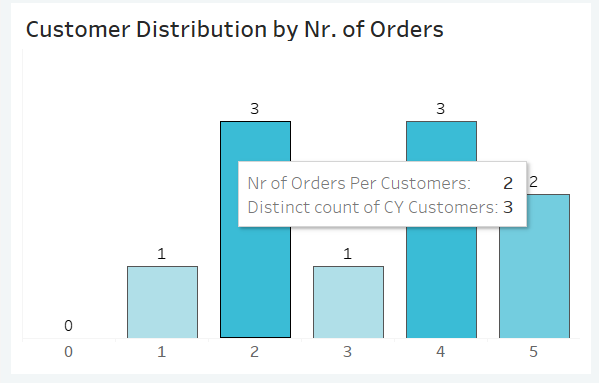 Customer Distribution by Nr. of Orders
3
3
Nr of Orders Per Customers: 2
2
Distinct count of CY Customers: 3
1
1
0
0 1 2 3 4 5